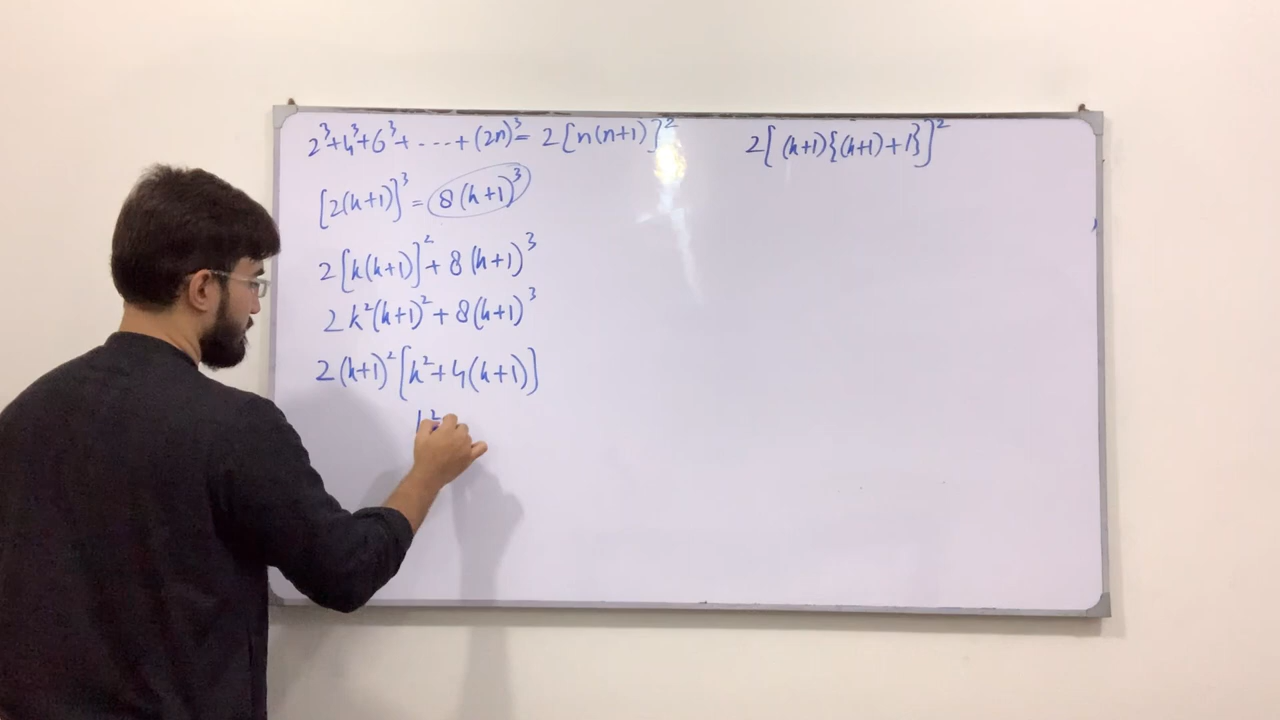 2³+4³+6³+ ....+ (2n)³= 2[n(n+1)]²
2[(k+1){(k+1)+1}]²
[2(k+1)]³ = 8(k+1)³
2[k(k+1)]²+ 8(k+1)³
2k²(k+1)²+8(k+1)³
2(k+1)²[k²+4(k+1)]
k²